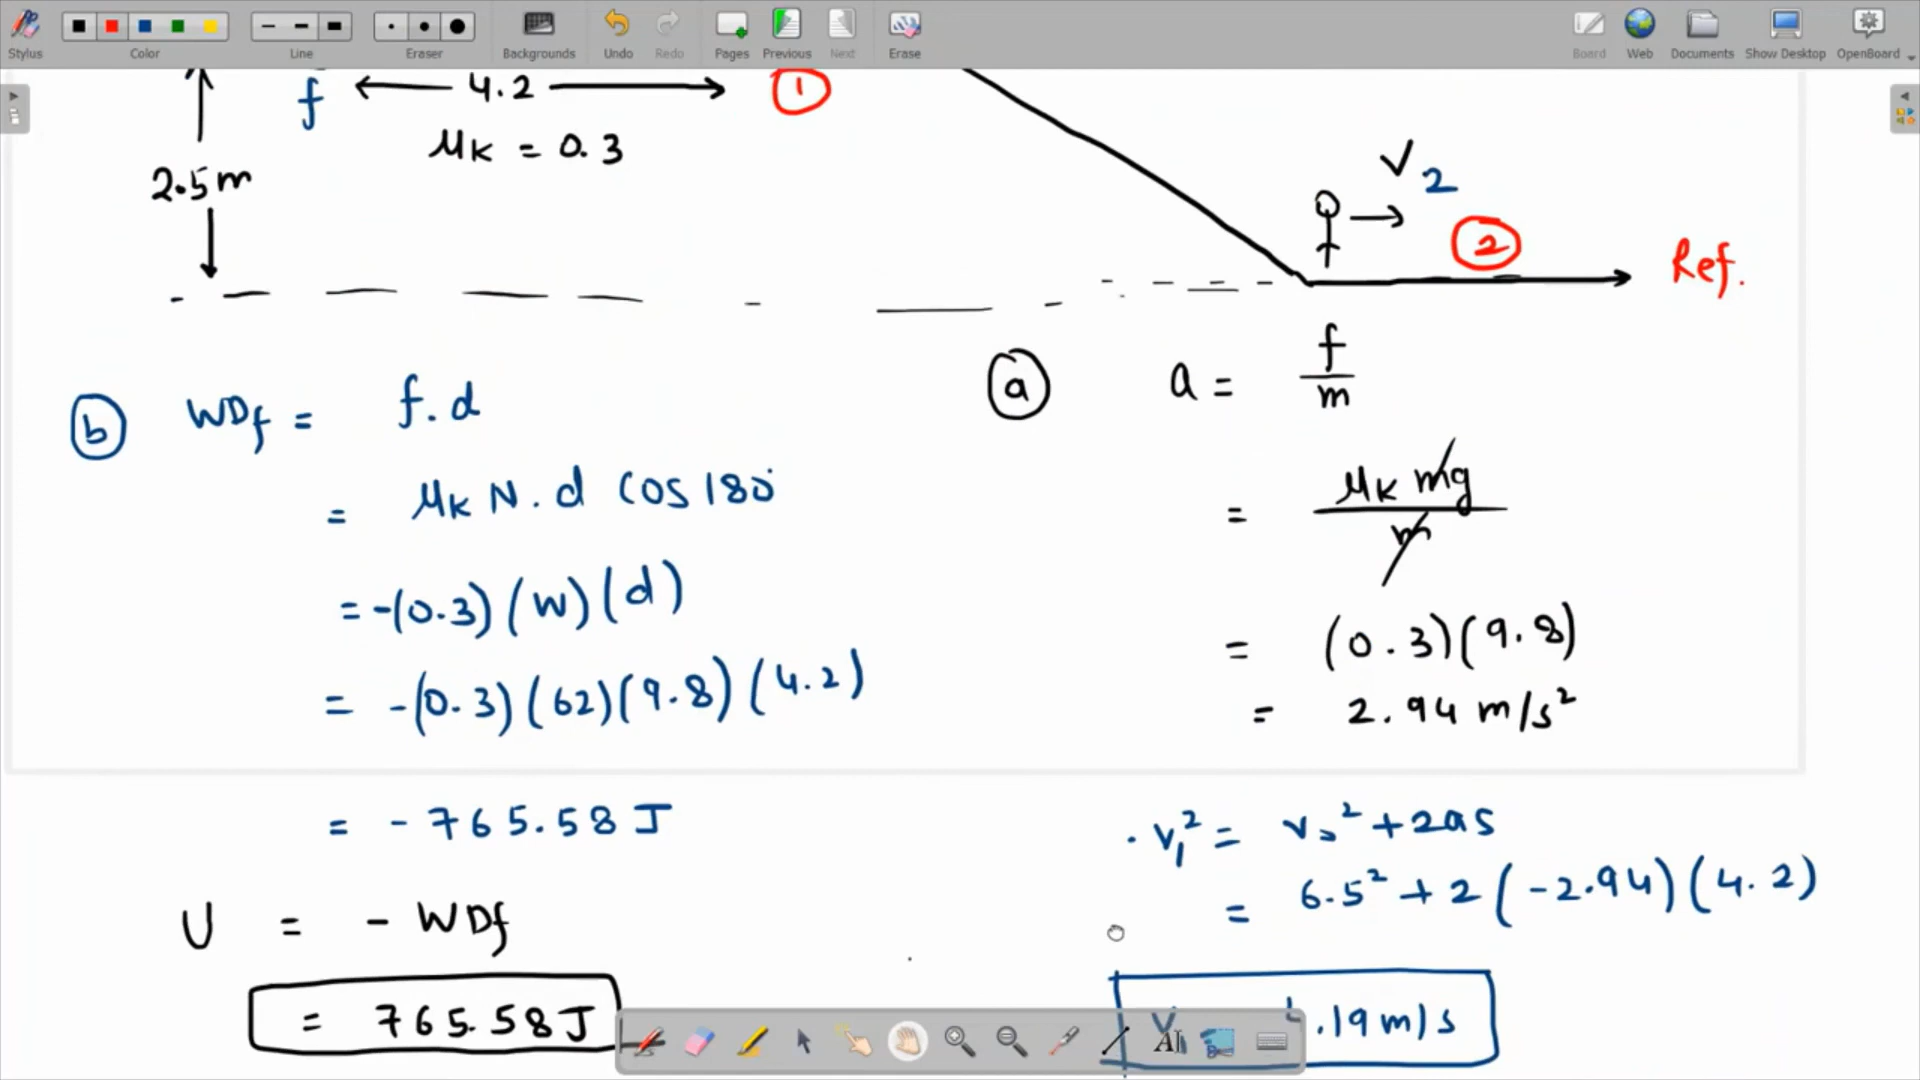 Stylus
Color
Line
Eraser
Backgrounds
Undo
Redo
Pages
Previous
Next
Erase
Board
Web
Documents
Show Desktop
OpenBoard
f
4.2
1
μk = 0.3
2.5m
V2
2
Ref.
b
WDf = f.d
= μk N.d cos 180°
= -(0.3)(W)(d)
= -(0.3)(62)(9.8)(4.2)
= -765.58 J
U = - WDf
= 765.58 J
a
a = f/m
= μk mg / m
= (0.3)(9.8)
= 2.94 m/s²
v₁² = v₀² + 2as
= 6.5² + 2(-2.94)(4.2)
.19 m/s